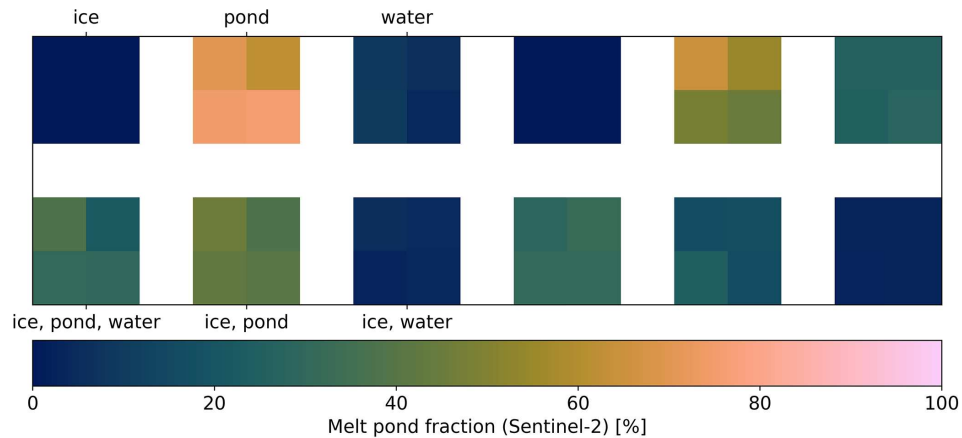 ice pond water
ice, pond, water ice, pond ice, water
0 20 40 60 80 100
Melt pond fraction (Sentinel-2) [%]